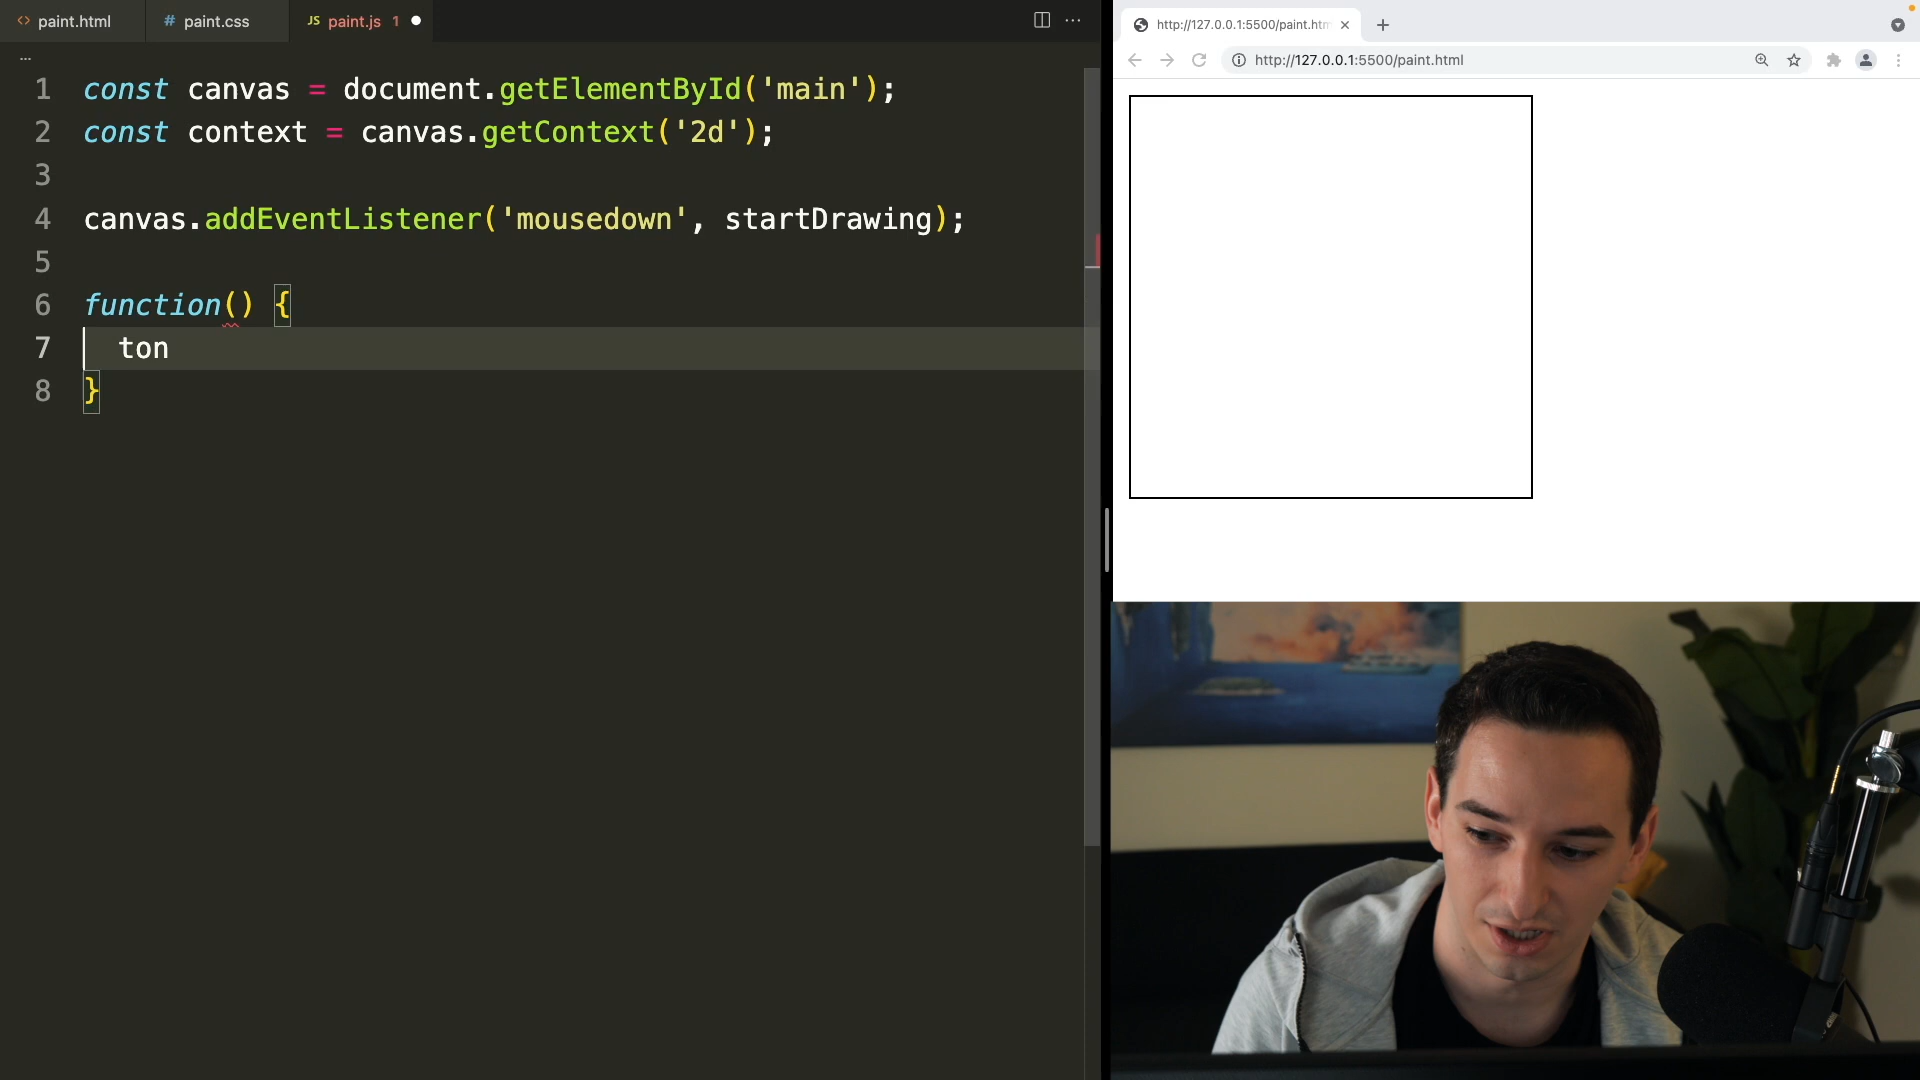 paint.html
# paint.css
JS paint.js 1
...
1 const canvas = document.getElementById('main');
2 const context = canvas.getContext('2d');
3
4 canvas.addEventListener('mousedown', startDrawing);
5
6 function() {
7 ton
8 }
http://127.0.0.1:5500/paint.htm
http://127.0.0.1:5500/paint.html